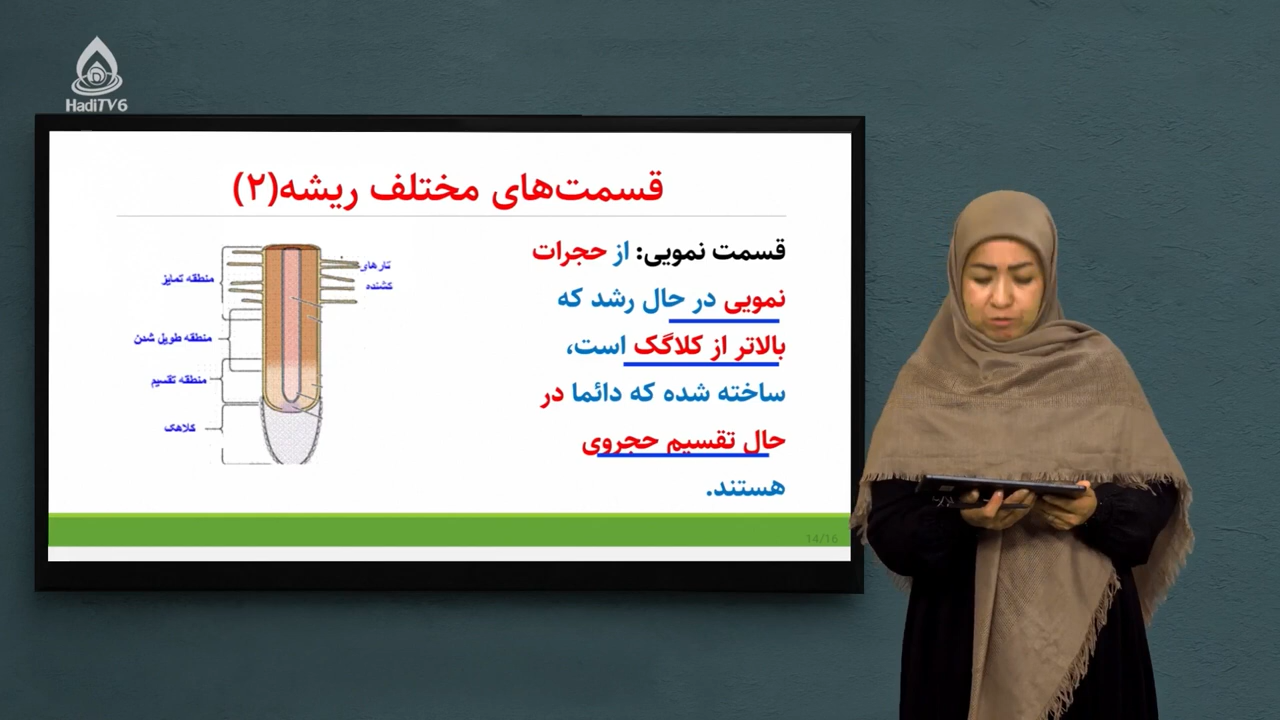 HadiTV6
قسمت‌های مختلف ریشه(۲)
قسمت نمویی: از حجرات
نمویی در حال رشد که
بالاتر از کلاگک است،
ساخته شده که دائما در
حال تقسیم حجروی
هستند.
تارهای
کشنده
منطقه تمایز
منطقه طویل شدن
منطقه تقسیم
کلاهک
14/16